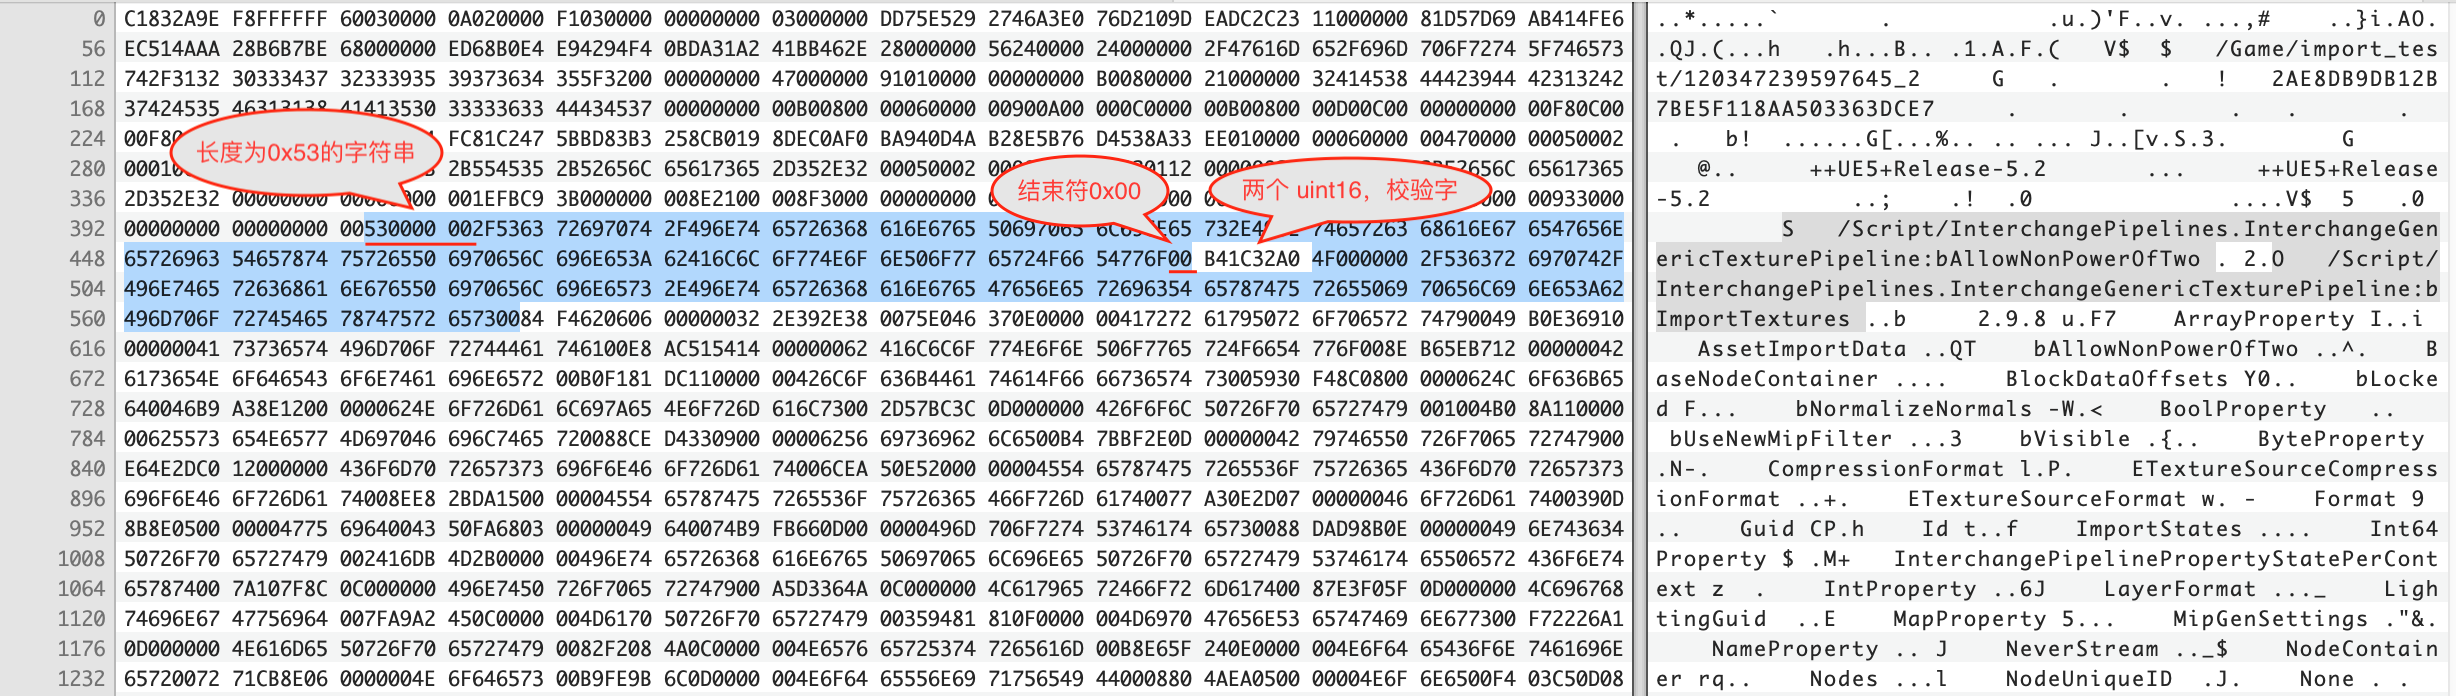 0 C1832A9E F8FFFFFF 60030000 0A020000 F1030000 00000000 03000000 DD75E529 2746A3E0 76D2109D EADC2C23 11000000 81D57D69 AB414FE6 ..*.....` . .u.)'F..v. ...,# ..}i.AO.
56 EC514AAA 28B6B7BE 68000000 ED68B0E4 E94294F4 0BDA31A2 41BB462E 28000000 56240000 24000000 2F47616D 652F696D 706F7274 5F746573 .QJ.(...h .h...B.. .1.A.F.( V$ $ /Game/import_tes
112 742F3132 30333437 32333935 39373634 355F3200 00000000 47000000 91010000 00000000 B0080000 21000000 32414538 44423944 42313242 t/120347239597645_2 G . . ! 2AE8DB9DB12B
168 37424535 46313138 41413530 33333633 44434537 00000000 00B00800 00060000 00900A00 000C0000 00B00800 00D00C00 00000000 00F80C00 7BE5F118AA503363DCE7 . . . . .
224 00F80 FC81C247 5BBD83B3 258CB019 8DEC0AF0 BA940D4A B28E5B76 D4538A33 EE010000 00060000 00470000 00050002 . b! ......G[...%.. .. ... J..[v.S.3. G
长度为0x53的字符串
280 00010 2B554535 2B52656C 65617365 2D352E32 00050002 0112 656C 65617365 @.. ++UE5+Release-5.2 ... ++UE5+Release
结束符0x00
两个 uint16，校验字
336 2D352E32 00000000 001EFBC9 3B000000 008E2100 008F3000 00000000 00933000 -5.2 ..; .! .0 ....V$ 5 .0
392 00000000 00000000 00530000 002F5363 72697074 2F496E74 65726368 616E6765 50697065 732E4 74657263 68616E67 6547656E S /Script/InterchangePipelines.InterchangeGen
448 65726963 54657874 75726550 6970656C 696E653A 62416C6C 6F774E6F 6E506F77 65724F66 54776F00 B41C32A0 4F000000 2F536372 6970742F ericTexturePipeline:bAllowNonPowerOfTwo . 2.O /Script/
504 496E7465 72636861 6E676550 6970656C 696E6573 2E496E74 65726368 616E6765 47656E65 72696354 65787475 72655069 70656C69 6E653A62 InterchangePipelines.InterchangeGenericTexturePipeline:b
560 496D706F 72745465 78747572 65730084 F4620606 00000032 2E392E38 0075E046 370E0000 00417272 61795072 6F706572 74790049 B0E36910 ImportTextures ..b 2.9.8 u.F7 ArrayProperty I..i
616 00000041 73736574 496D706F 72744461 746100E8 AC515414 00000062 416C6C6F 774E6F6E 506F7765 724F6654 776F008E B65EB712 00000042 AssetImportData ..QT bAllowNonPowerOfTwo ..^. B
672 6173654E 6F646543 6F6E7461 696E6572 00B0F181 DC110000 00426C6F 636B4461 74614F66 66736574 73005930 F48C0800 0000624C 6F636B65 aseNodeContainer .... BlockDataOffsets Y0.. bLocke
728 640046B9 A38E1200 0000624E 6F726D61 6C697A65 4E6F726D 616C7300 2D57BC3C 0D000000 426F6F6C 50726F70 65727479 001004B0 8A110000 d F... bNormalizeNormals -W.< BoolProperty ..
784 00625573 654E6577 4D697046 696C7465 720088CE D4330900 00006256 69736962 6C6500B4 7BBF2E0D 00000042 79746550 726F7065 72747900 bUseNewMipFilter ...3 bVisible .{.. ByteProperty
840 E64E2DC0 12000000 436F6D70 72657373 696F6E46 6F726D61 74006CEA 50E52000 00004554 65787475 7265536F 75726365 436F6D70 72657373 .N-. CompressionFormat l.P. ETextureSourceCompress
896 696F6E46 6F726D61 74008EE8 2BDA1500 00004554 65787475 7265536F 75726365 466F726D 61740077 A30E2D07 00000046 6F726D61 7400390D ionFormat ..+. ETextureSourceFormat w. - Format 9
952 8B8E0500 00004775 69640043 50FA6803 00000049 640074B9 FB660D00 0000496D 706F7274 53746174 65730088 DAD98B0E 00000049 6E743634 .. Guid CP.h Id t..f ImportStates .... Int64
1008 50726F70 65727479 002416DB 4D2B0000 00496E74 65726368 616E6765 50697065 6C696E65 50726F70 65727479 53746174 65506572 436F6E74 Property $ .M+ InterchangePipelinePropertyStatePerCont
1064 65787400 7A107F8C 0C000000 496E7450 726F7065 72747900 A5D3364A 0C000000 4C617965 72466F72 6D617400 87E3F05F 0D000000 4C696768 ext z . IntProperty ..6J LayerFormat ..._ Ligh
1120 74696E67 47756964 007FA9A2 450C0000 004D6170 50726F70 65727479 00359481 810F0000 004D6970 47656E53 65747469 6E677300 F72226A1 tingGuid ..E MapProperty 5... MipGenSettings ."&.
1176 0D000000 4E616D65 50726F70 65727479 0082F208 4A0C0000 004E6576 65725374 7265616D 00B8E65F 240E0000 004E6F64 65436F6E 7461696E NameProperty .. J NeverStream .._$ NodeContain
1232 65720072 71CB8E06 0000004E 6F646573 00B9FE9B 6C0D0000 004E6F64 65556E69 71756549 44000880 4AEA0500 00004E6F 6E6500F4 03C50D08 er rq.. Nodes ...l NodeUniqueID .J. None . .